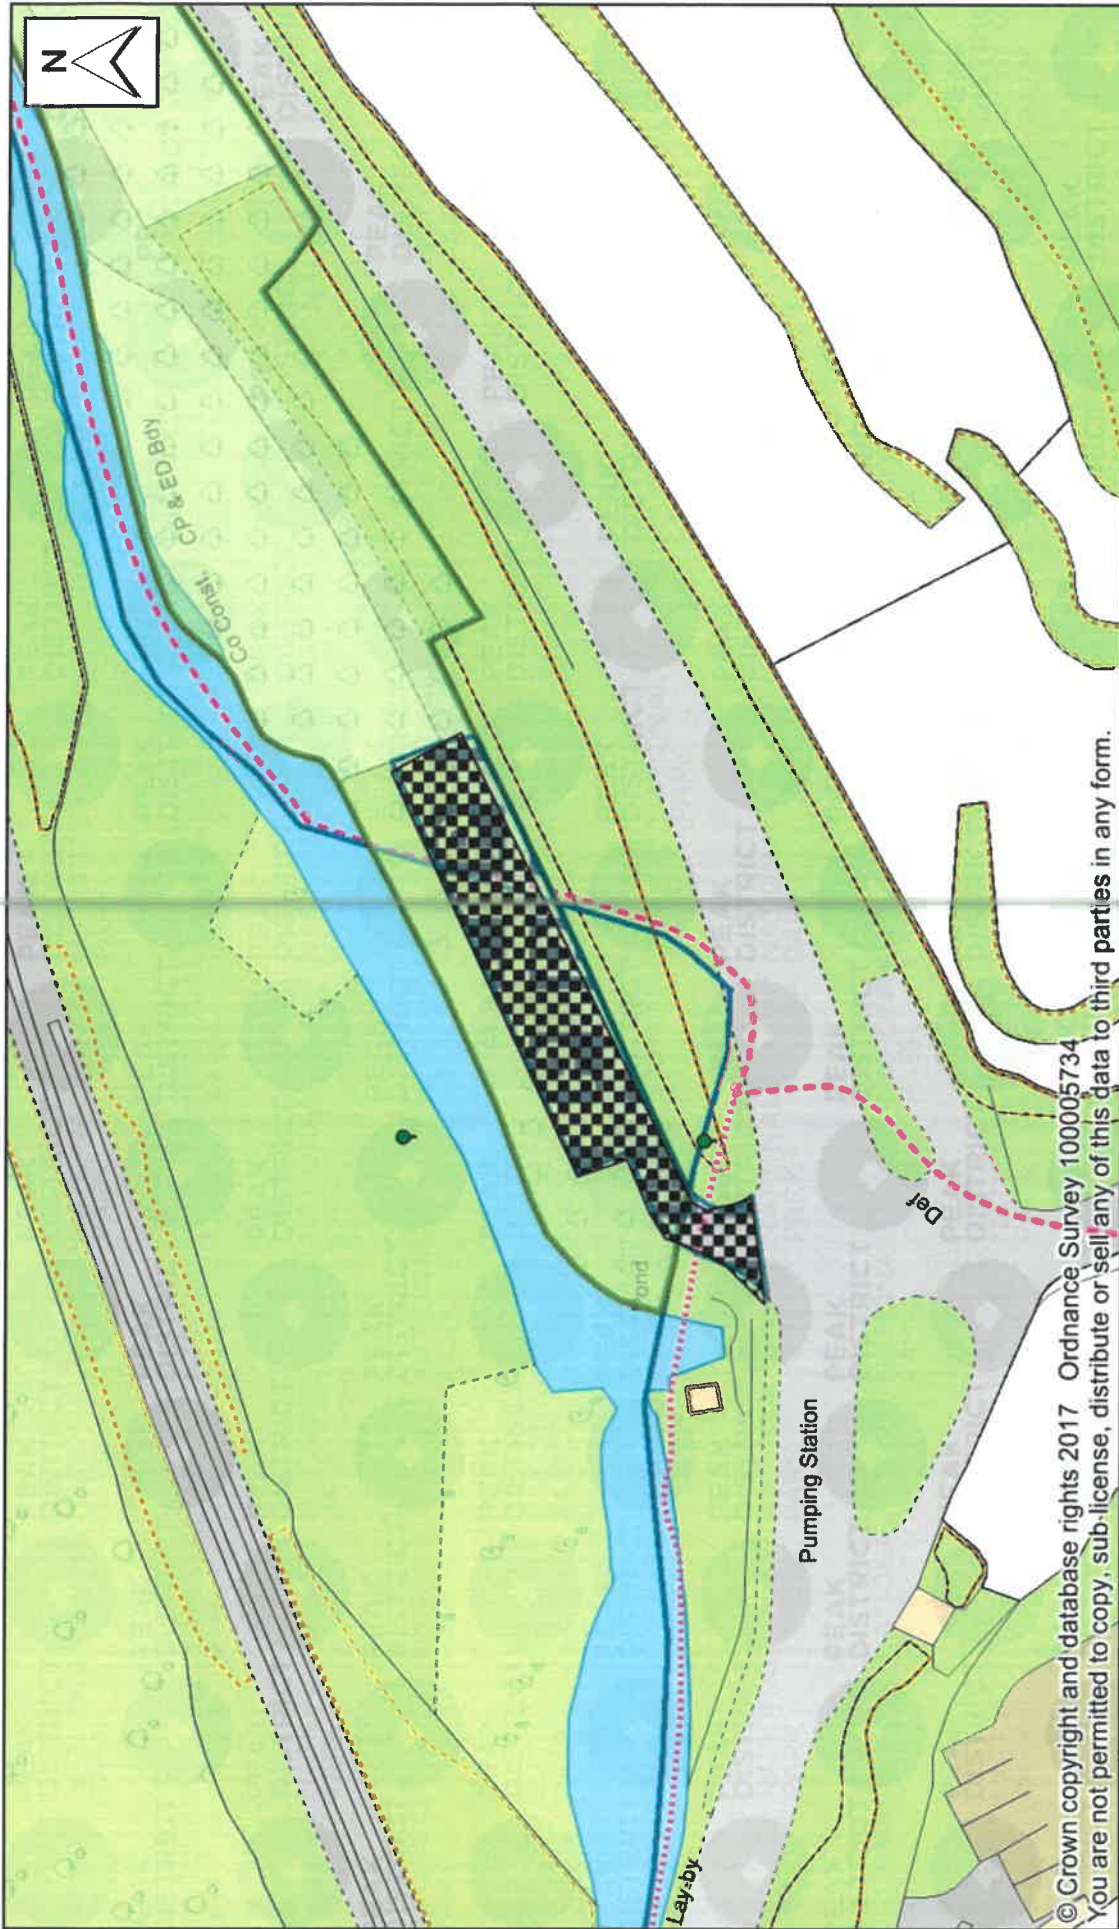 N
CP & ED Bdy
Co Const,
Pumping Station
Def
Lay-by
PEAK
DISTRICT
© Crown copyright and database rights 2017 Ordnance Survey 100005734
You are not permitted to copy, sub-license, distribute or sell any of this data to third parties in any form.